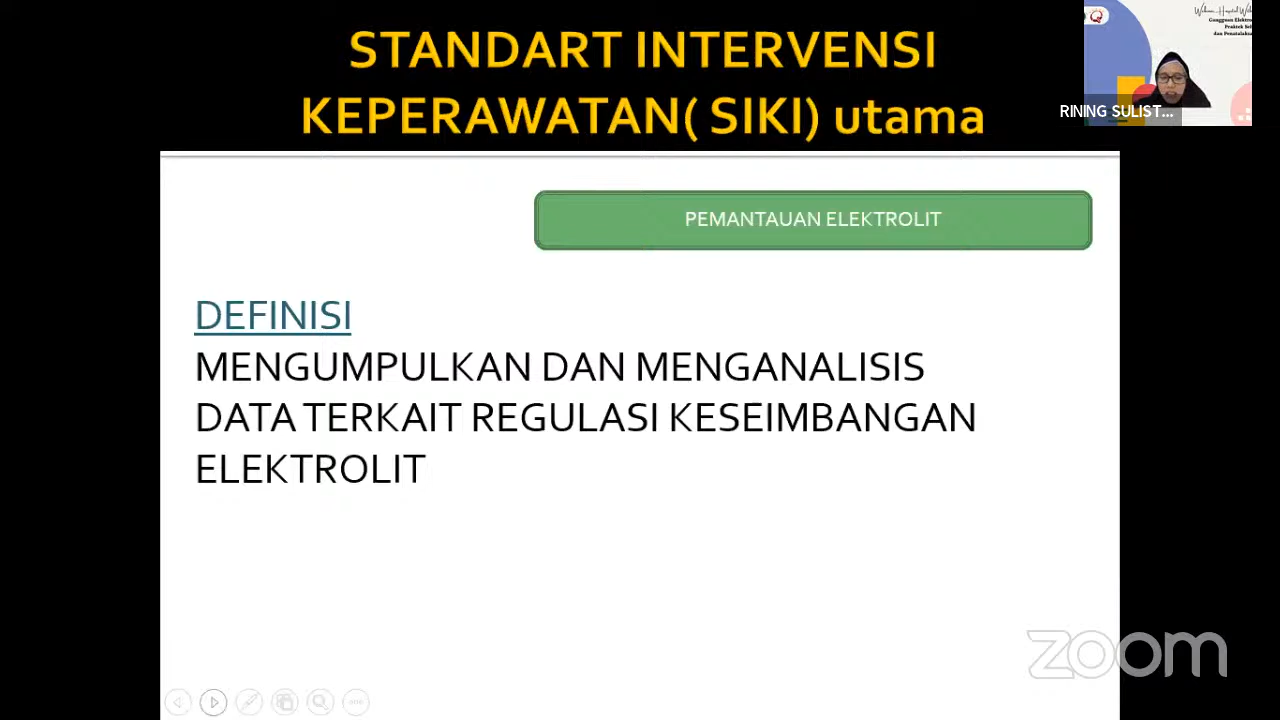 STANDART INTERVENSI
KEPERAWATAN( SIKI) utama
PEMANTAUAN ELEKTROLIT
DEFINISI
MENGUMPULKAN DAN MENGANALISIS
DATA TERKAIT REGULASI KESEIMBANGAN
ELEKTROLIT
RINING SULIST...
zoom